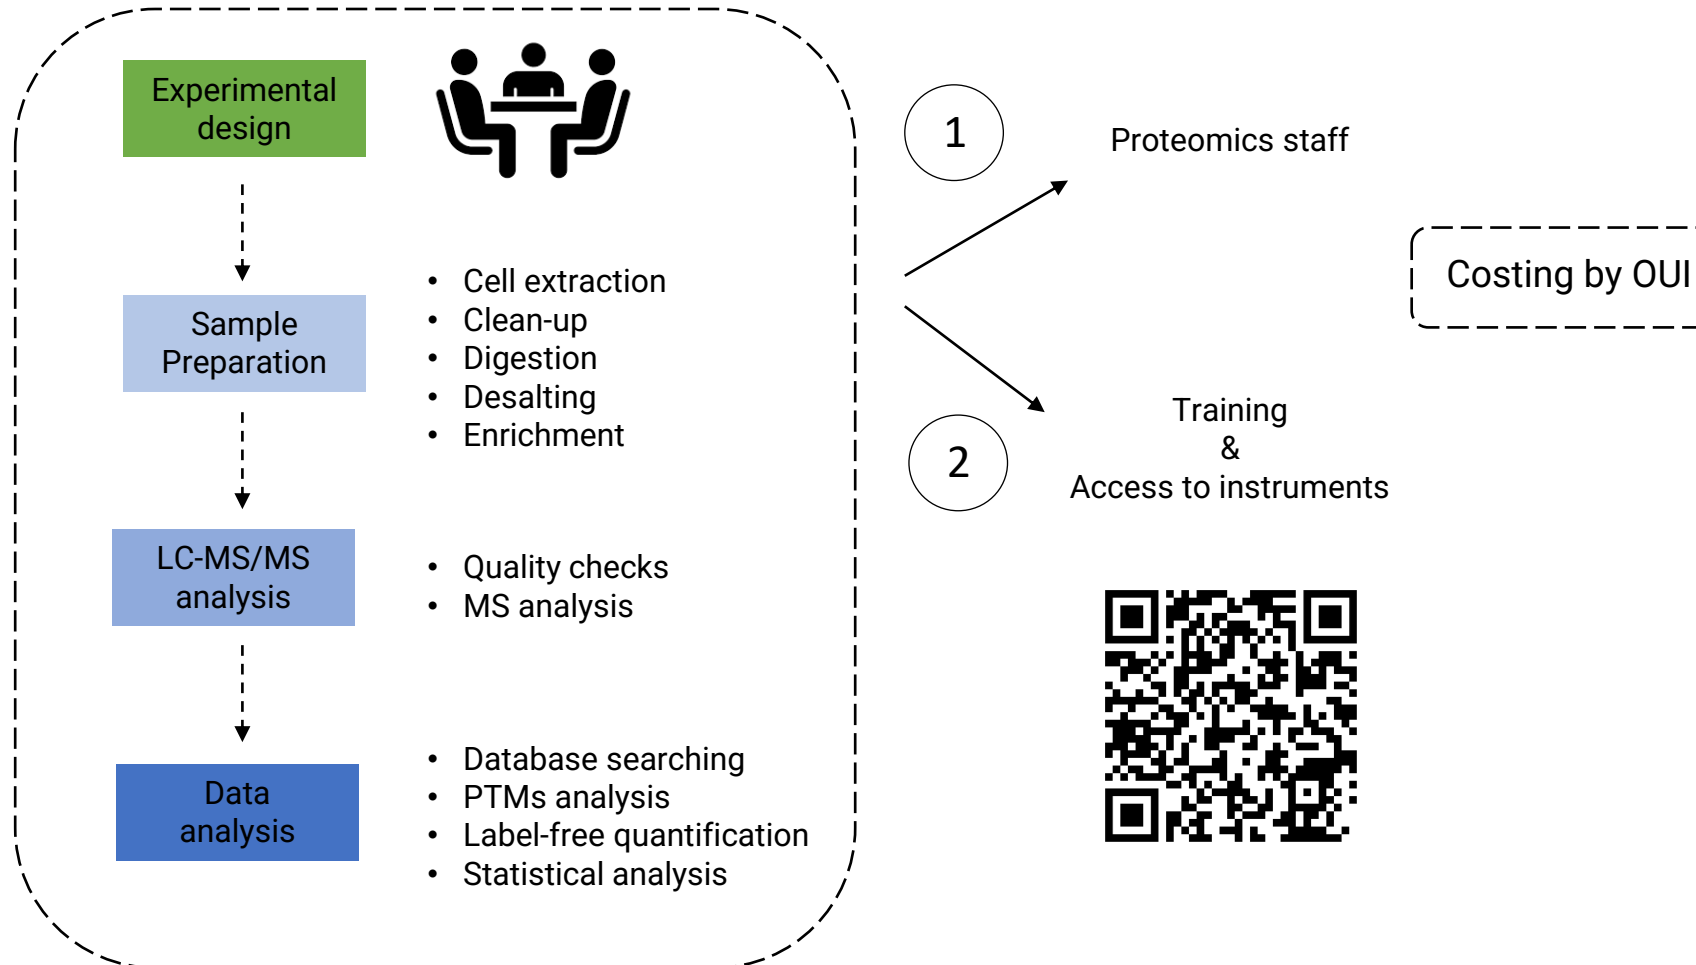 Experimental
design
Sample
Preparation
• Cell extraction
• Clean-up
• Digestion
• Desalting
• Enrichment
LC-MS/MS
analysis
• Quality checks
• MS analysis
Data
analysis
• Database searching
• PTMs analysis
• Label-free quantification
• Statistical analysis
1
Proteomics staff
2
Training
&
Access to instruments
Costing by OUI